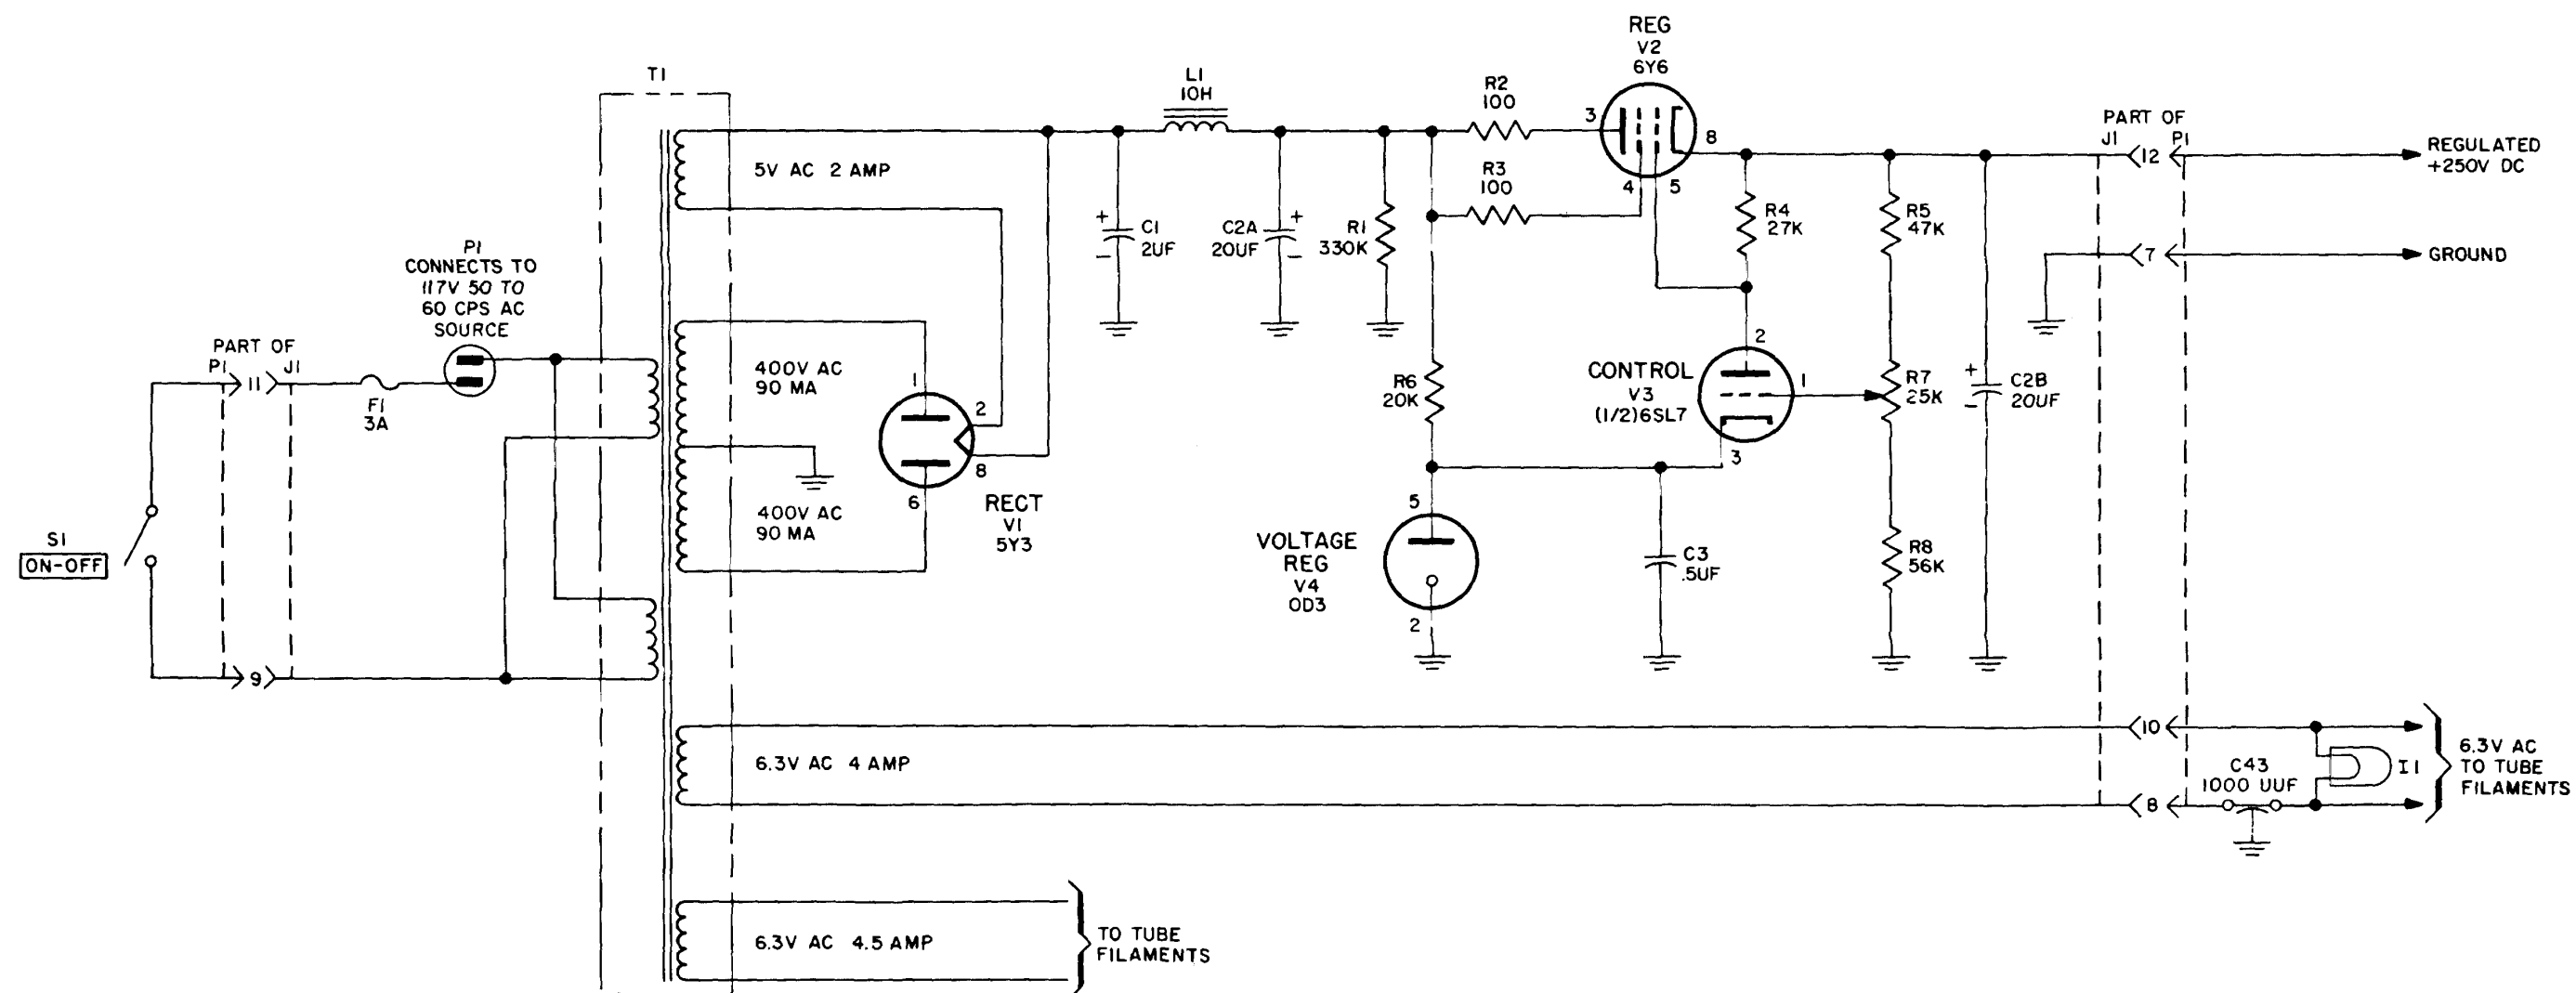 T1
5V AC 2 AMP
400V AC
90 MA
400V AC
90 MA
6.3V AC 4 AMP
6.3V AC 4.5 AMP
TO TUBE
FILAMENTS
P1
CONNECTS TO
117V 50 TO
60 CPS AC
SOURCE
PART OF
P1 J1
11
F1
3A
S1
ON-OFF
9
1
2
8
6
RECT
V1
5Y3
L1
10H
C1
2UF
+
−
C2A
20UF
+
−
R1
330K
R2
100
R3
100
REG
V2
6Y6
3
8
4
5
R4
27K
R5
47K
R6
20K
CONTROL
V3
(1/2)6SL7
2
1
3
R7
25K
C2B
20UF
+
−
VOLTAGE
REG
V4
OD3
5
2
C3
.5UF
R8
56K
PART OF
J1 P1
12
REGULATED
+250V DC
7
GROUND
10
8
C43
1000 UUF
I1
6.3V AC
TO TUBE
FILAMENTS